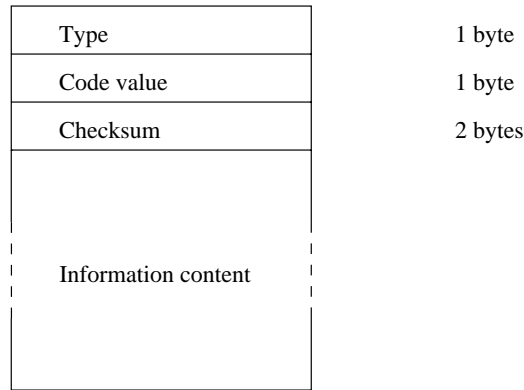 Type 1 byte
Code value 1 byte
Checksum 2 bytes
Information content